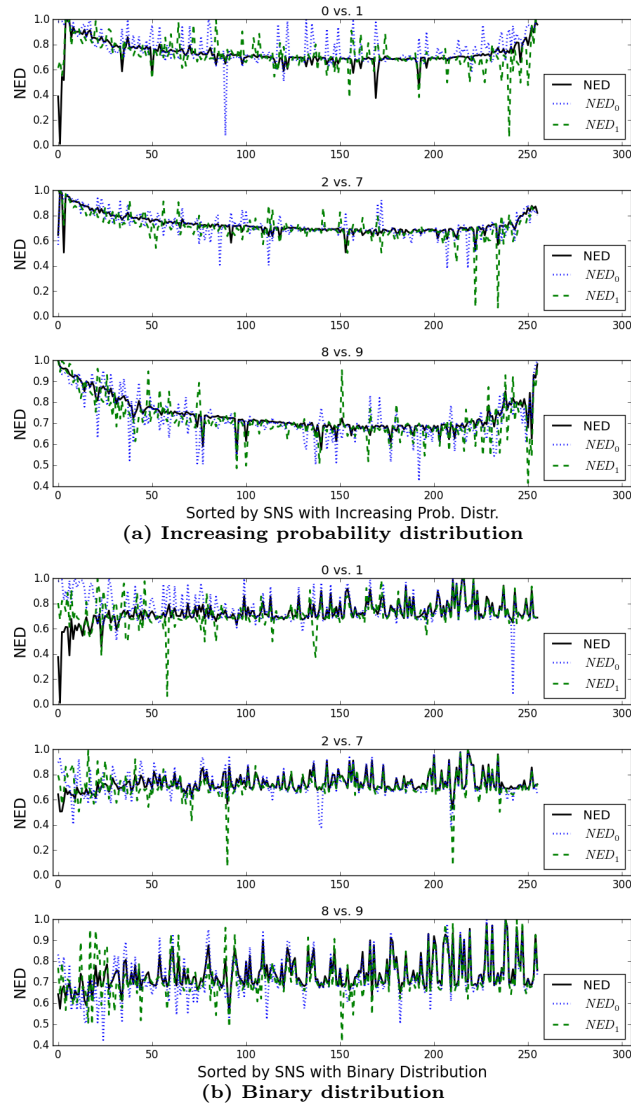 0 vs. 1
1.0
0.8
0.6
0.4
0.2
0.0
NED
NED
NED₀
NED₁
0 50 100 150 200 250 300
2 vs. 7
1.0
0.8
0.6
0.4
0.2
0.0
NED
NED
NED₀
NED₁
0 50 100 150 200 250 300
8 vs. 9
1.0
0.9
0.8
0.7
0.6
0.5
0.4
NED
NED
NED₀
NED₁
0 50 100 150 200 250 300
Sorted by SNS with Increasing Prob. Distr.
(a) Increasing probability distribution
0 vs. 1
1.0
0.8
0.6
0.4
0.2
0.0
NED
NED
NED₀
NED₁
0 50 100 150 200 250 300
2 vs. 7
1.0
0.8
0.6
0.4
0.2
0.0
NED
NED
NED₀
NED₁
0 50 100 150 200 250 300
8 vs. 9
1.0
0.9
0.8
0.7
0.6
0.5
0.4
NED
NED
NED₀
NED₁
0 50 100 150 200 250 300
Sorted by SNS with Binary Distribution
(b) Binary distribution